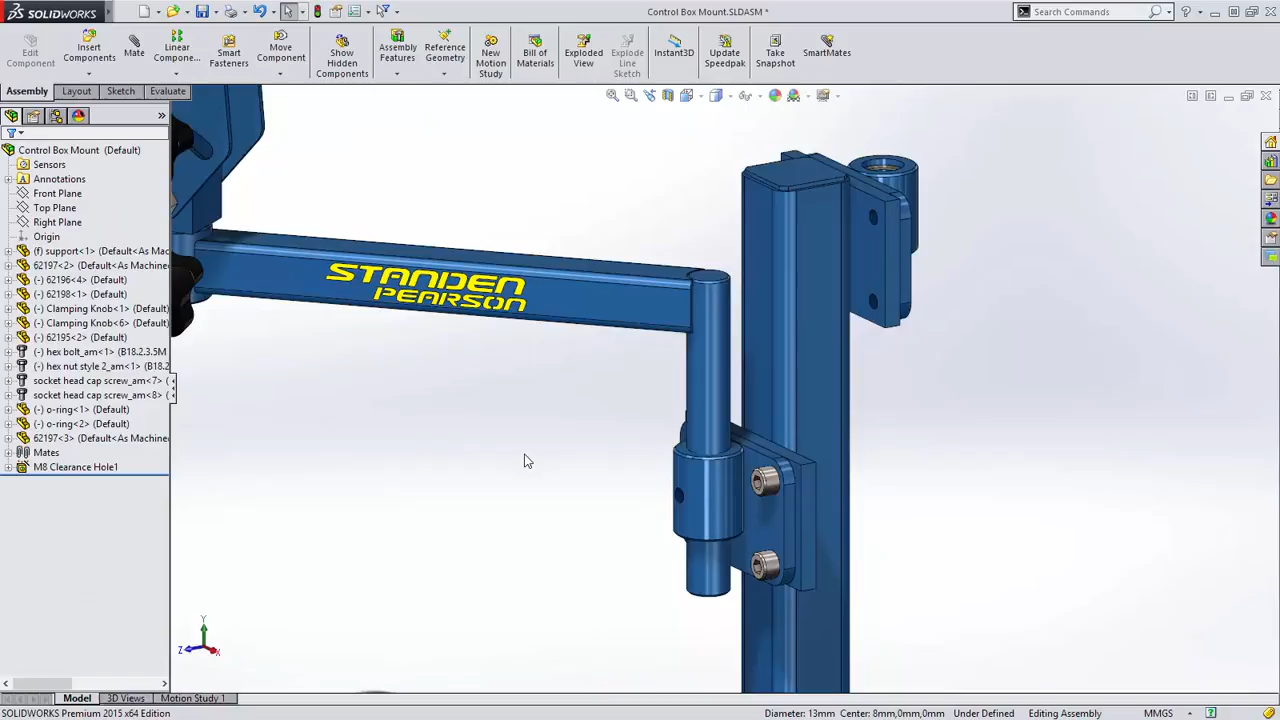 SOLIDWORKS
Control Box Mount.SLDASM *
Search Commands
Edit Component
Insert Components
Mate
Linear Compone...
Smart Fasteners
Move Component
Show Hidden Components
Assembly Features
Reference Geometry
New Motion Study
Bill of Materials
Exploded View
Explode Line Sketch
Instant3D
Update Speedpak
Take Snapshot
SmartMates
Assembly
Layout
Sketch
Evaluate
Control Box Mount (Default)
Sensors
Annotations
Front Plane
Top Plane
Right Plane
Origin
(f) support<1> (Default<As Mac
62197<2> (Default<As Machine
(-) 62196<4> (Default)
(-) 62198<1> (Default)
(-) Clamping Knob<1> (Default)
(-) Clamping Knob<6> (Default)
(-) 62195<2> (Default)
(-) hex bolt_am<1> (B18.2.3.5M
(-) hex nut style 2_am<1> (B18.2
socket head cap screw_am<7> (
socket head cap screw_am<8> (
(-) o-ring<1> (Default)
(-) o-ring<2> (Default)
62197<3> (Default<As Machine
Mates
M8 Clearance Hole1
STANDEN
PEARSON
Y
Z
X
Model
3D Views
Motion Study 1
SOLIDWORKS Premium 2015 x64 Edition
Diameter: 13mm Center: 8mm,0mm,0mm
Under Defined
Editing Assembly
MMGS